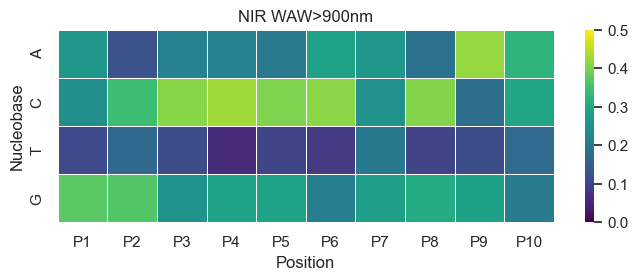 NIR WAW>900nm
0.5
0.4
0.3
0.2
0.1
0.0
Nucleobase
A
C
T
G
P1 P2 P3 P4 P5 P6 P7 P8 P9 P10
Position